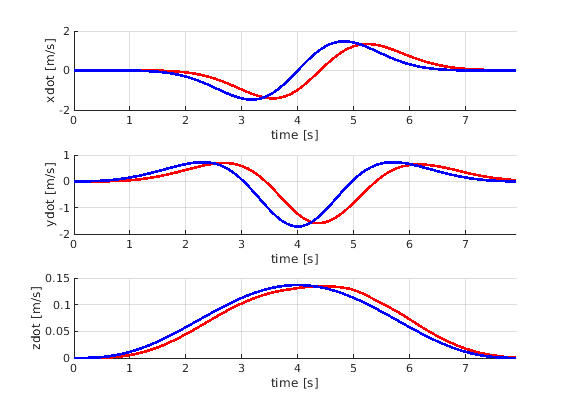 xdot [m/s]
2
0
-2
0 1 2 3 4 5 6 7
time [s]
ydot [m/s]
1
0
-1
-2
0 1 2 3 4 5 6 7
time [s]
zdot [m/s]
0.15
0.1
0.05
0
0 1 2 3 4 5 6 7
time [s]